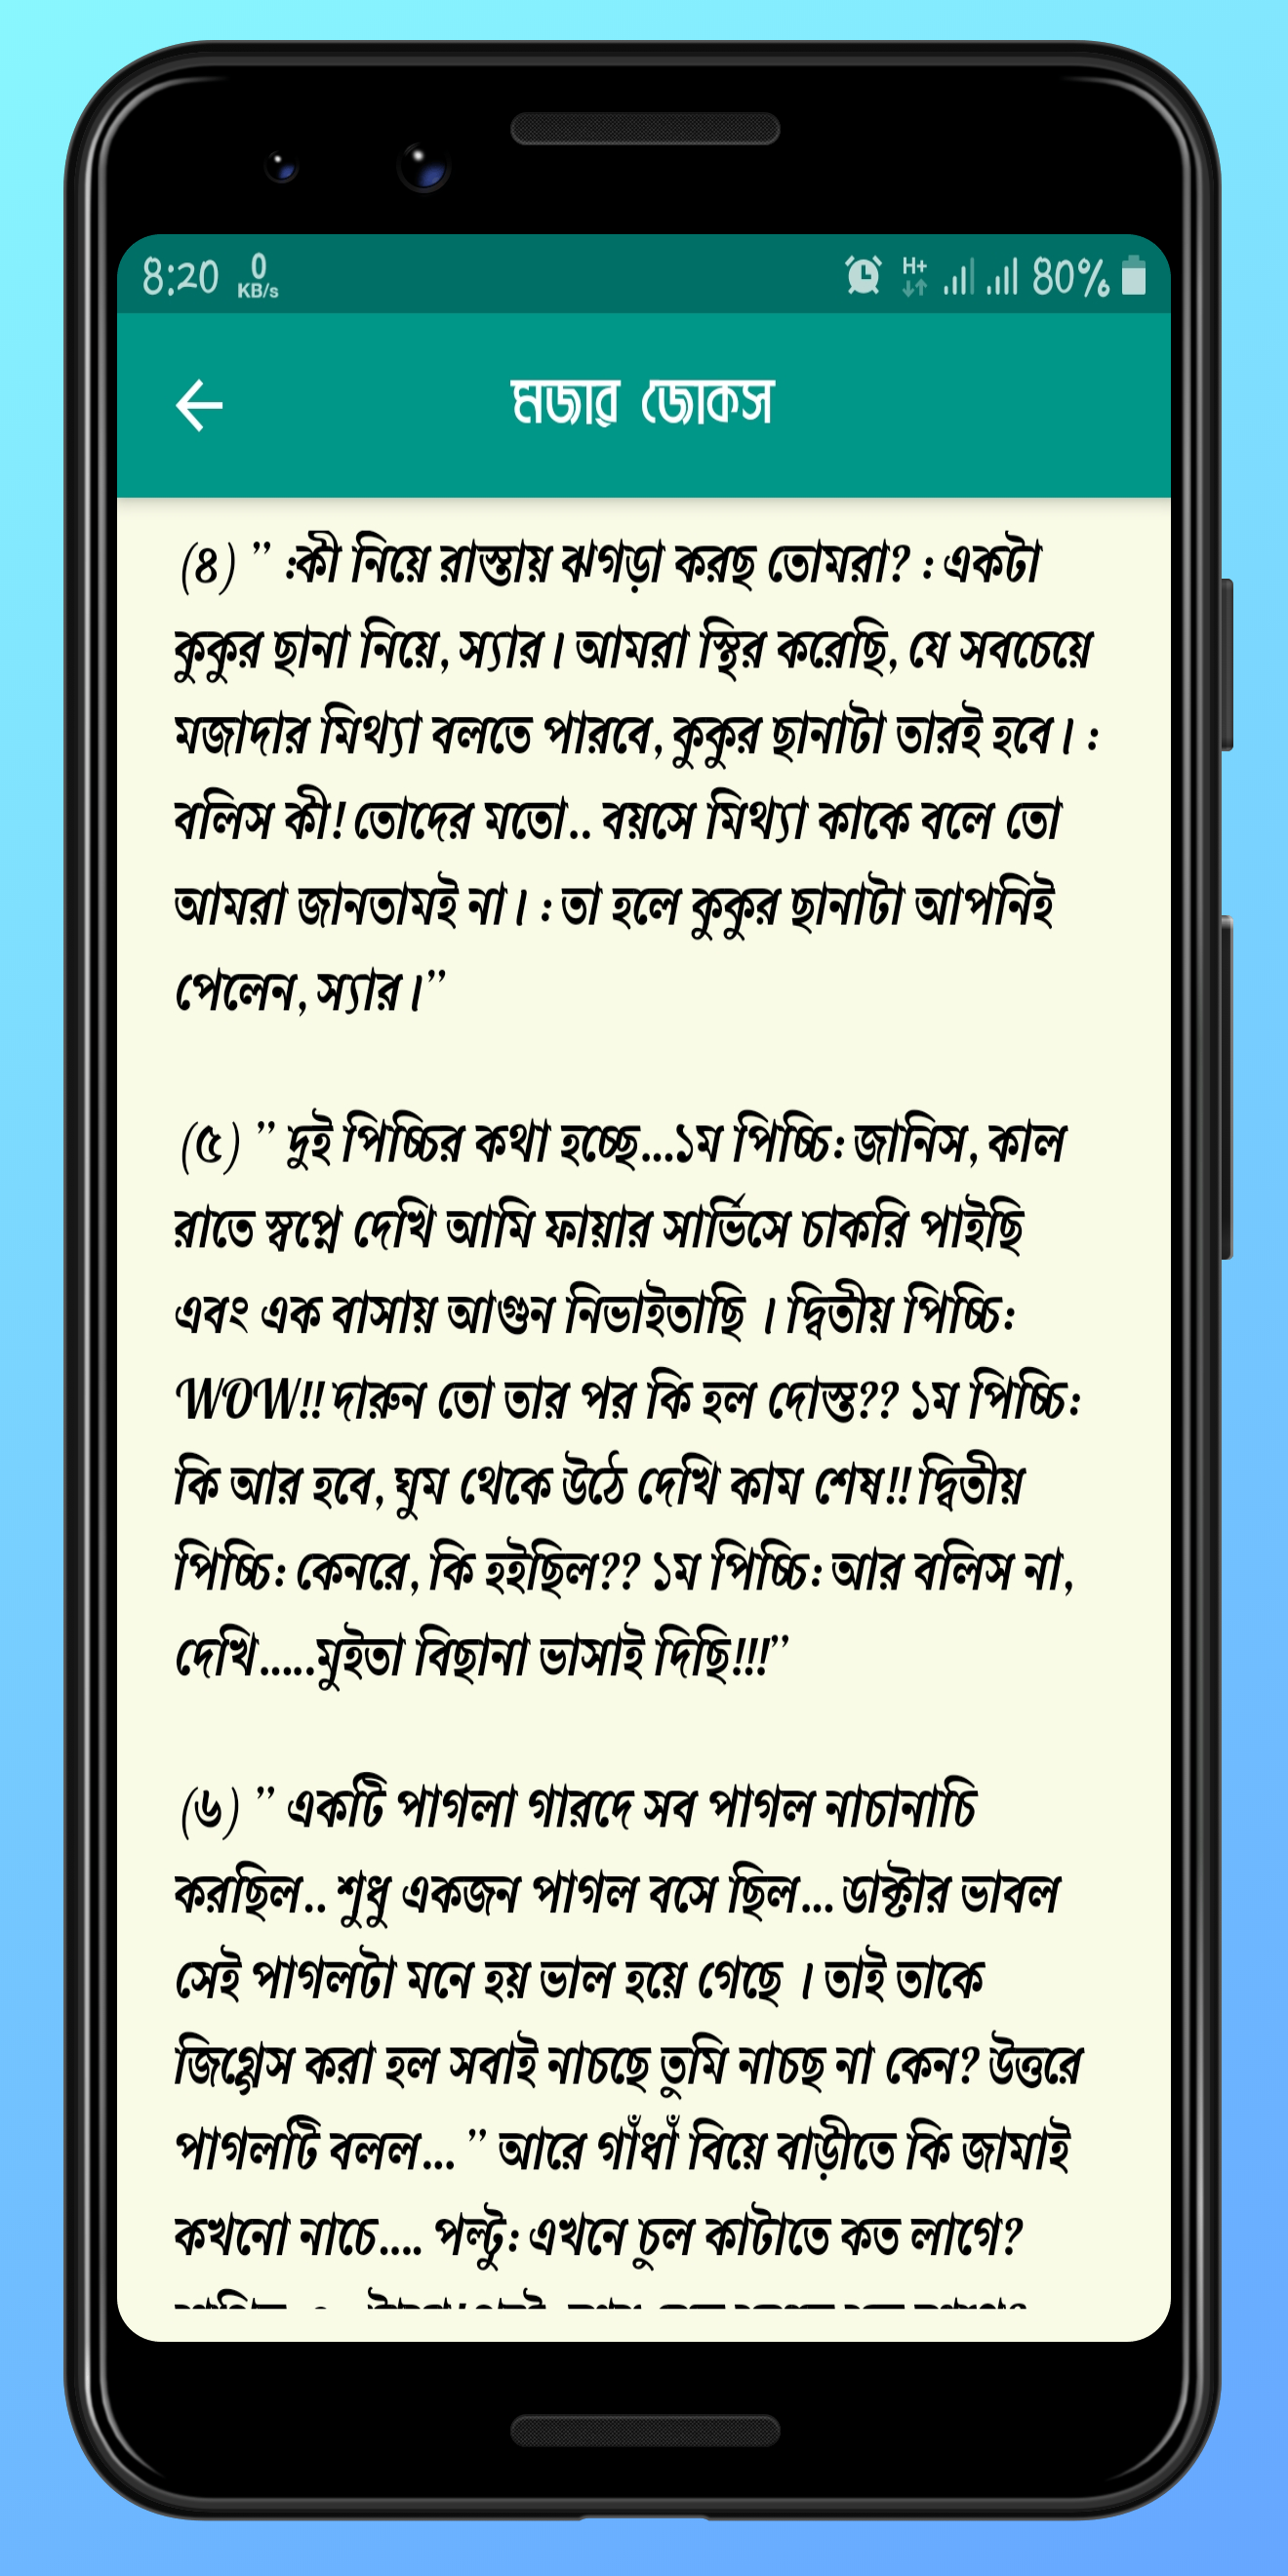 8:20 0 KB/s H+ 80%
মজার জোকস
(৪) ” :কী নিয়ে রাস্তায় ঝগড়া করছ তোমরা? : একটা
কুকুর ছানা নিয়ে, স্যার। আমরা স্থির করেছি, যে সবচেয়ে
মজাদার মিথ্যা বলতে পারবে, কুকুর ছানাটা তারই হবে। :
বলিস কী! তোদের মতো.. বয়সে মিথ্যা কাকে বলে তো
আমরা জানতামই না। : তা হলে কুকুর ছানাটা আপনিই
পেলেন, স্যার।”
(৫) ” দুই পিচ্চির কথা হচ্ছে...১ম পিচ্চি: জানিস, কাল
রাতে স্বপ্নে দেখি আমি ফায়ার সার্ভিসে চাকরি পাইছি
এবং এক বাসায় আগুন নিভাইতাছি । দ্বিতীয় পিচ্চি:
WOW!! দারুন তো তার পর কি হল দোস্ত?? ১ম পিচ্চি:
কি আর হবে, ঘুম থেকে উঠে দেখি কাম শেষ!! দ্বিতীয়
পিচ্চি: কেনরে, কি হইছিল?? ১ম পিচ্চি: আর বলিস না,
দেখি.....মুইতা বিছানা ভাসাই দিছি!!!”
(৬) ” একটি পাগলা গারদে সব পাগল নাচানাচি
করছিল.. শুধু একজন পাগল বসে ছিল... ডাক্টার ভাবল
সেই পাগলটা মনে হয় ভাল হয়ে গেছে । তাই তাকে
জিগ্গেস করা হল সবাই নাচছে তুমি নাচছ না কেন? উত্তরে
পাগলটি বলল... ” আরে গাঁধাঁ বিয়ে বাড়ীতে কি জামাই
কখনো নাচে.... পল্টু: এখনে চুল কাটাতে কত লাগে?